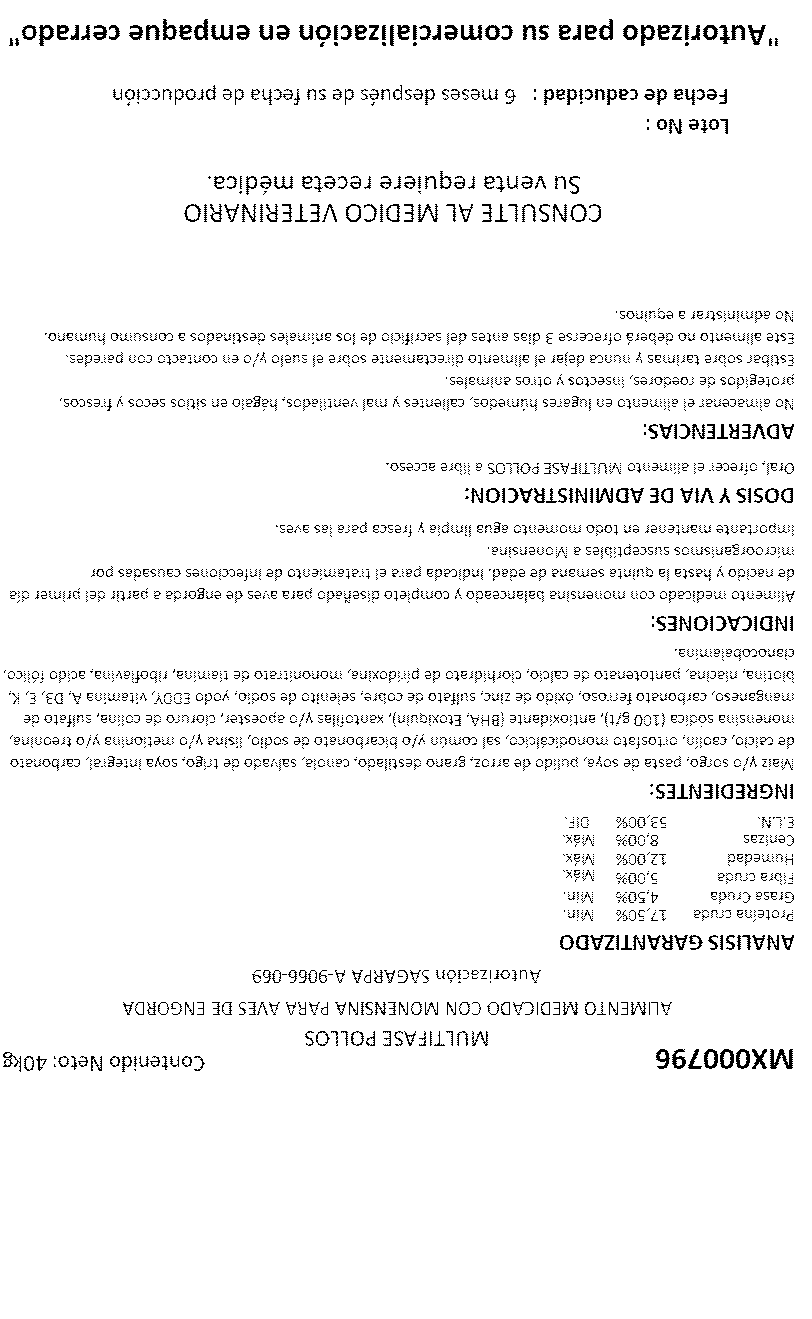 MX000796
Contenido Neto: 40kg
MULTIFASE POLLOS
ALIMENTO MEDICADO CON MONENSINA PARA AVES DE ENGORDA
Autorización SAGARPA A-9066-069
ANALISIS GARANTIZADO
Proteína cruda 17,50% Min.
Grasa Cruda 4,50% Min.
Fibra cruda 5,00% Máx.
Humedad 12,00% Máx.
Cenizas 8,00% Máx.
E.L.N. 53,00% DIF.
INGREDIENTES:
Maiz y/o sorgo, pasta de soya, pulido de arroz, grano destilado, canola, salvado de trigo, soya integral, carbonato
de calcio, caolín, ortosfato monodicálcico, sal común y/o bicarbonato de sodio, lisina y/o metionina y/o treonina,
monensina sodica (100 g/t), antioxidante (BHA, Etoxiquin), xantofilas y/o apoester, cloruro de colina, sulfato de
manganeso, carbonato ferroso, óxido de zinc, sulfato de cobre, selenito de sodio, yodo EDDY, vitamina A, D3, E, K,
biotina, niacina, pantotenato de calcio, clorhidrato de piridoxina, mononitrato de tiamina, riboflavina, acido fólico,
cianocobalamina.
INDICACIONES:
Alimento medicado con monensina balanceado y completo diseñado para aves de engorda a partir del primer día
de nacido y hasta la quinta semana de edad. Indicada para el tratamiento de infecciones causadas por
microorganismos susceptibles a Monensina.
Importante mantener en todo momento agua limpia y fresca para las aves.
DOSIS Y VIA DE ADMINISTRACION:
Oral, ofrecer el alimento MULTIFASE POLLOS a libre acceso.
ADVERTENCIAS:
No almacenar el alimento en lugares húmedos, calientes y mal ventilados, hágalo en sitios secos y frescos,
protegidos de roedores, insectos y otros animales.
Estibar sobre tarimas y nunca dejar el alimento directamente sobre el suelo y/o en contacto con paredes.
Este alimento no deberá ofrecerse 3 días antes del sacrificio de los animales destinados a consumo humano.
No administrar a equinos.
CONSULTE AL MEDICO VETERINARIO
Su venta requiere receta médica.
Lote No :
Fecha de caducidad : 6 meses después de su fecha de producción
"Autorizado para su comercialización en empaque cerrado"